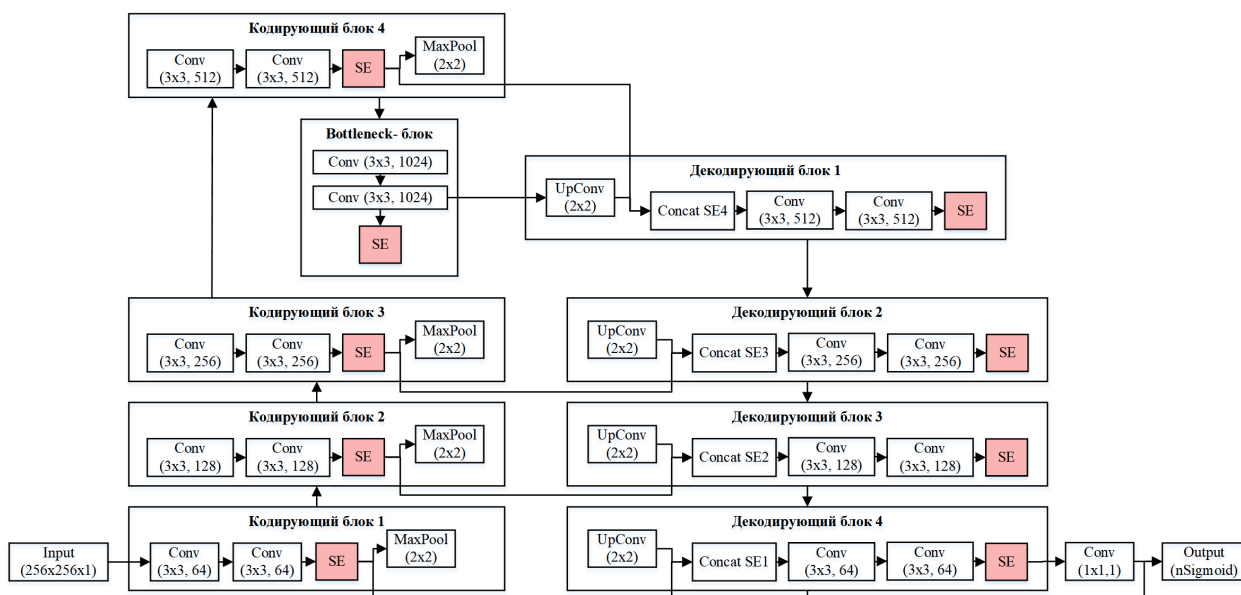 Кодирующий блок 4
Conv
(3x3, 512)
Conv
(3x3, 512)
SE
MaxPool
(2x2)
Bottleneck- блок
Conv (3x3, 1024)
Conv (3x3, 1024)
SE
Декодирующий блок 1
UpConv
(2x2)
Concat SE4
Conv
(3x3, 512)
Conv
(3x3, 512)
SE
Кодирующий блок 3
Conv
(3x3, 256)
Conv
(3x3, 256)
SE
MaxPool
(2x2)
Декодирующий блок 2
UpConv
(2x2)
Concat SE3
Conv
(3x3, 256)
Conv
(3x3, 256)
SE
Кодирующий блок 2
Conv
(3x3, 128)
Conv
(3x3, 128)
SE
MaxPool
(2x2)
Декодирующий блок 3
UpConv
(2x2)
Concat SE2
Conv
(3x3, 128)
Conv
(3x3, 128)
SE
Input
(256x256x1)
Кодирующий блок 1
Conv
(3x3, 64)
Conv
(3x3, 64)
SE
MaxPool
(2x2)
Декодирующий блок 4
UpConv
(2x2)
Concat SE1
Conv
(3x3, 64)
Conv
(3x3, 64)
SE
Conv
(1x1,1)
Output
(nSigmoid)